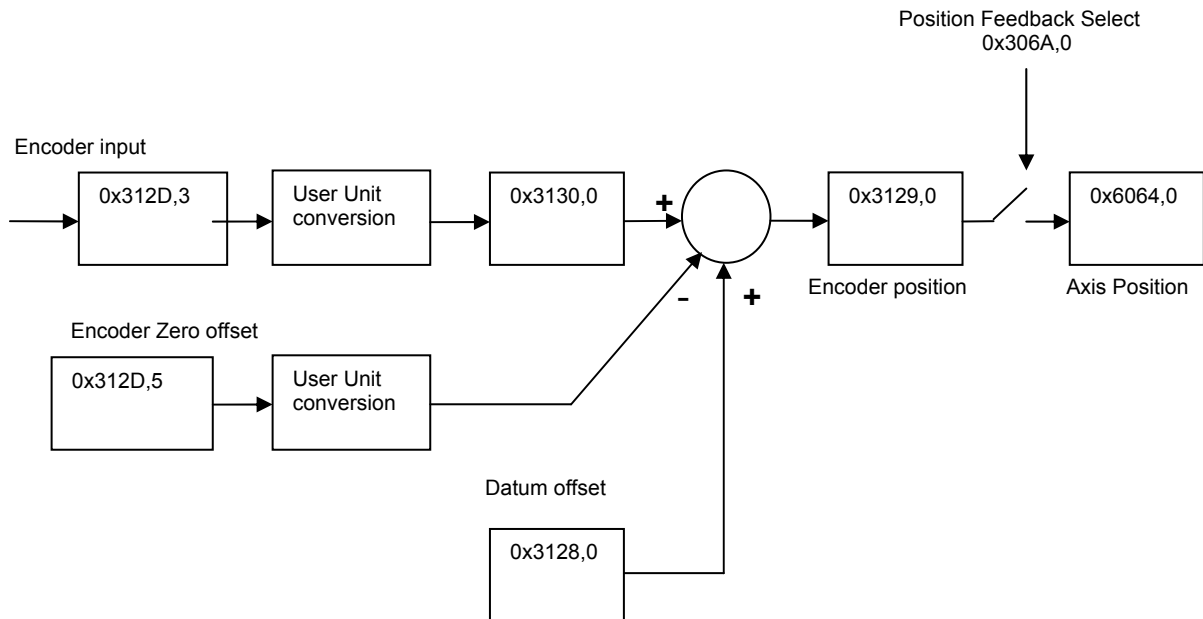 Position Feedback Select
0x306A,0
Encoder input
0x312D,3
User Unit
conversion
0x3130,0
+
0x3129,0
0x6064,0
Encoder position
Axis Position
-
+
Encoder Zero offset
0x312D,5
User Unit
conversion
Datum offset
0x3128,0